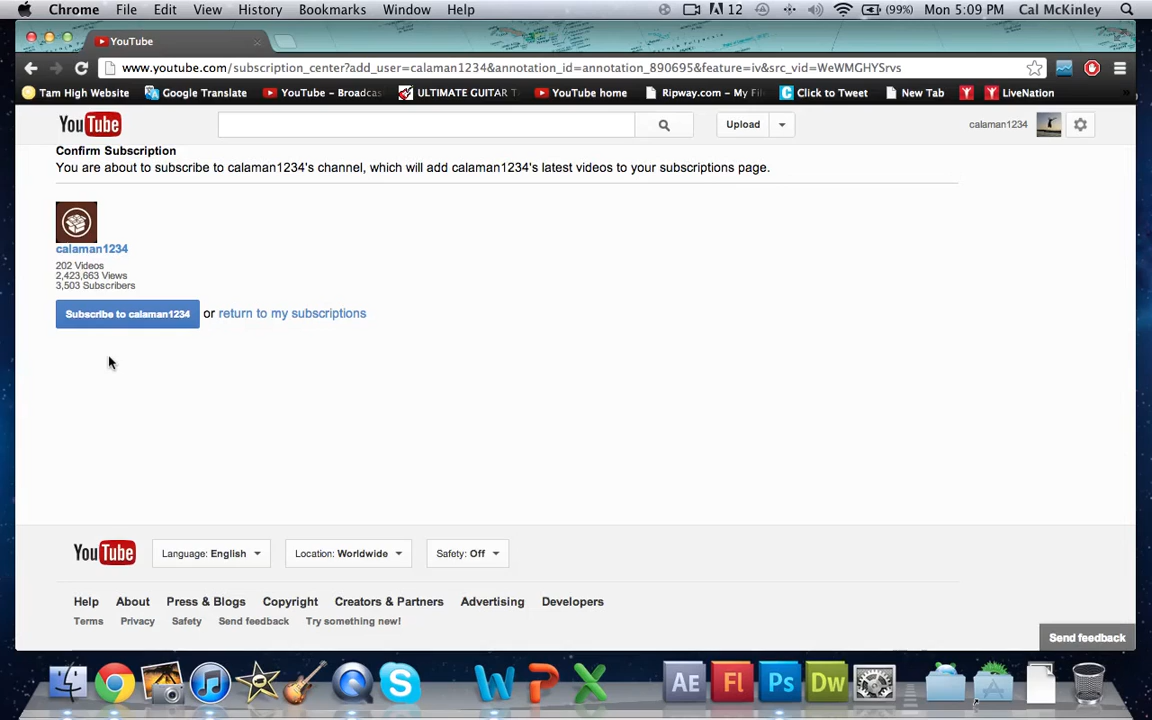 Chrome File Edit View History Bookmarks Window Help 12 (99%) Mon 5:09 PM Cal McKinley
YouTube
www.youtube.com/subscription_center?add_user=calaman1234&annotation_id=annotation_890695&feature=iv&src_vid=WeWMGHYSrvs
Tam High Website Google Translate YouTube - Broadcas ULTIMATE GUITAR T YouTube home Ripway.com - My Fi Click to Tweet New Tab LiveNation
YouTube Upload calaman1234
Confirm Subscription
You are about to subscribe to calaman1234's channel, which will add calaman1234's latest videos to your subscriptions page.
calaman1234
202 Videos
2,423,663 Views
3,503 Subscribers
Subscribe to calaman1234 or return to my subscriptions
YouTube Language: English Location: Worldwide Safety: Off
Help About Press & Blogs Copyright Creators & Partners Advertising Developers
Terms Privacy Safety Send feedback Try something new!
Send feedback
W P X AE Fl Ps Dw